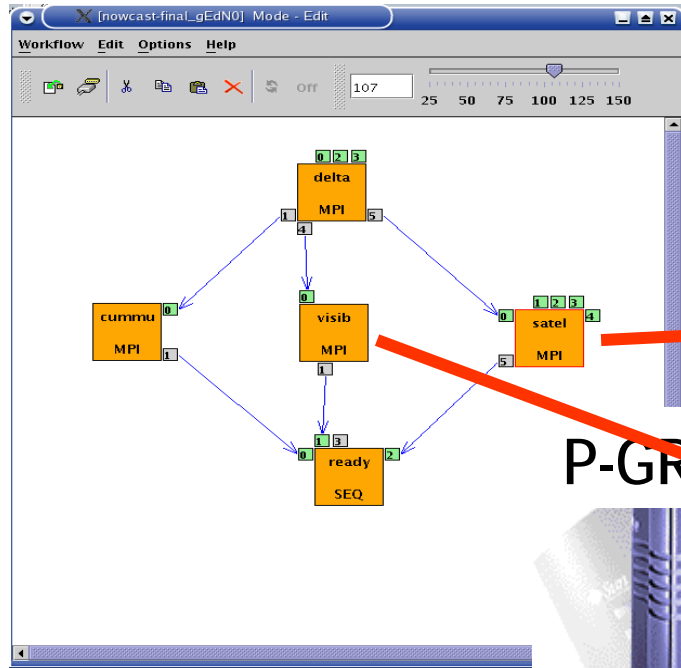 [nowcast-final_gEdN0] Mode - Edit
Workflow Edit Options Help
Off 107
25 50 75 100 125 150
0 2 3
delta
MPI
1 4 5
0
cummu
MPI
1
0
visib
MPI
1
1 2 3
0 4
satel
MPI
5
1 3
0 2
ready
SEQ
P-GR